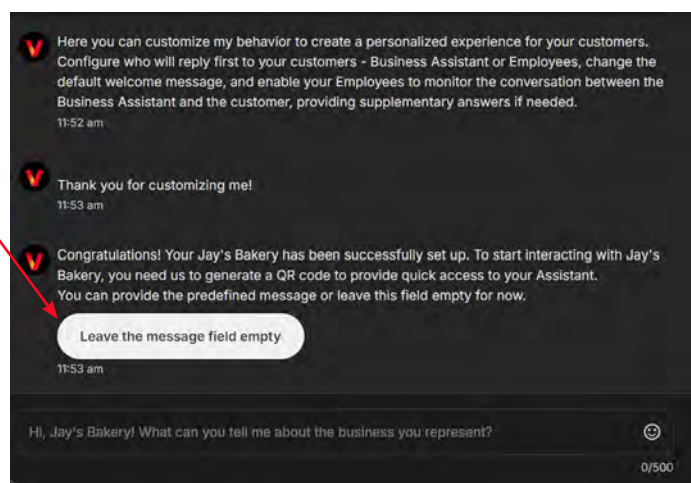 Here you can customize my behavior to create a personalized experience for your customers.
Configure who will reply first to your customers - Business Assistant or Employees, change the
default welcome message, and enable your Employees to monitor the conversation between the
Business Assistant and the customer, providing supplementary answers if needed.
11:52 am
Thank you for customizing me!
11:53 am
Congratulations! Your Jay's Bakery has been successfully set up. To start interacting with Jay's
Bakery, you need us to generate a QR code to provide quick access to your Assistant.
You can provide the predefined message or leave this field empty for now.
Leave the message field empty
11:53 am
Hi, Jay's Bakery! What can you tell me about the business you represent?
0/500